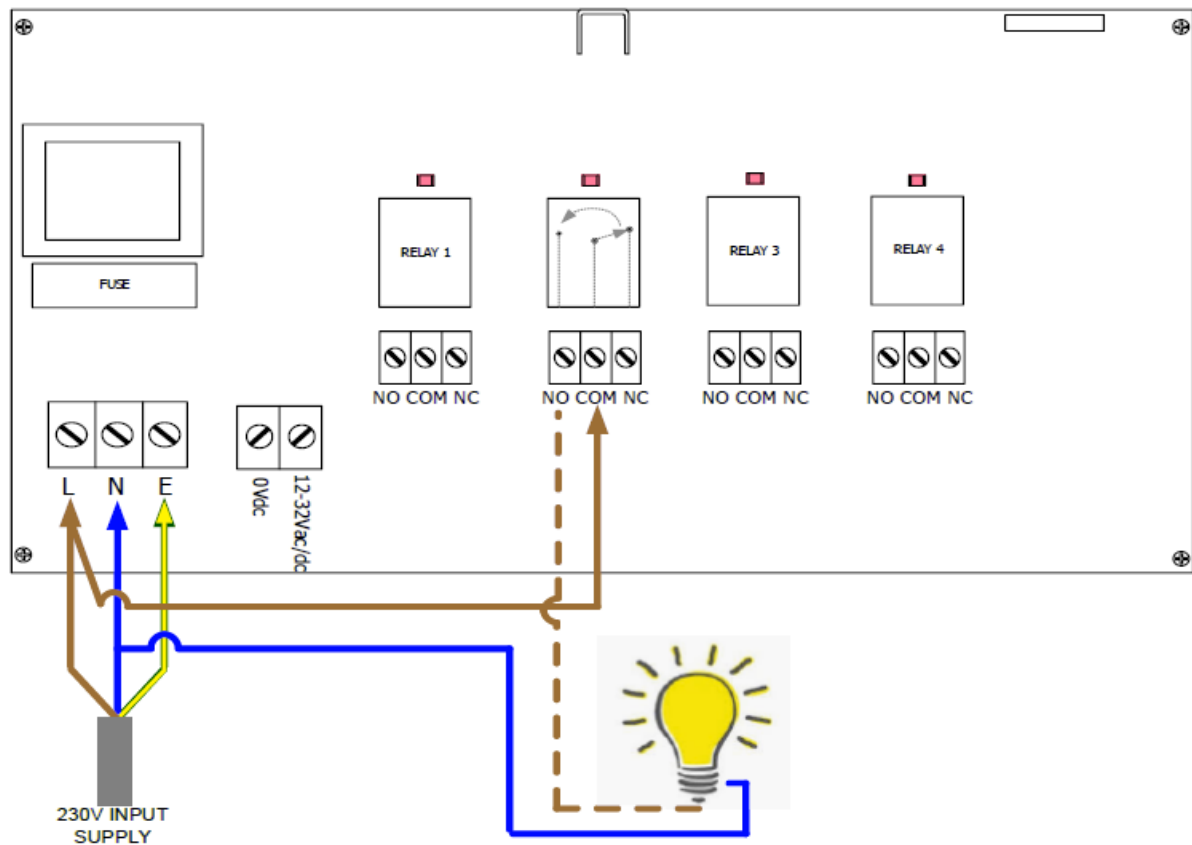 RELAY 1
RELAY 3
RELAY 4
FUSE
NO COM NC
NO COM NC
NO COM NC
NO COM NC
L N E
0Vdc
12-32Vac/dc
230V INPUT
SUPPLY